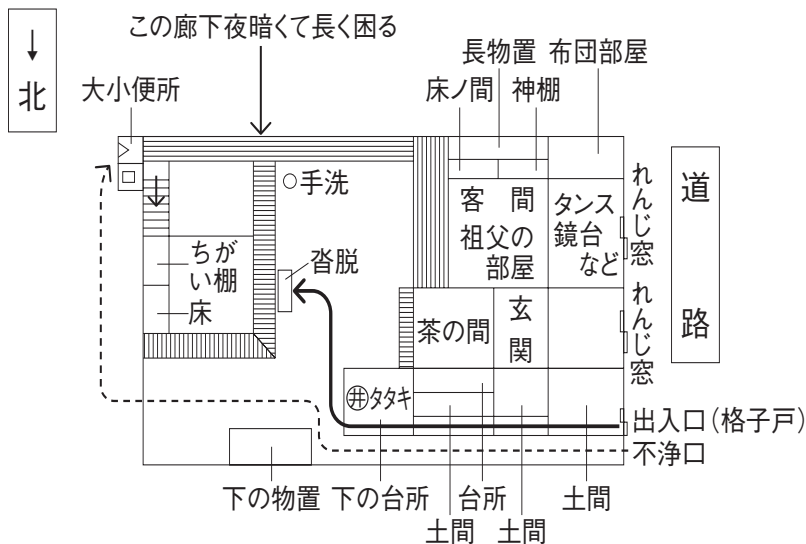 この廊下夜暗くて長く困る
↓
北
大小便所
長物置
布団部屋
床ノ間
神棚
手洗
客間
祖父の
部屋
タンス
鏡台
など
れんじ窓
道路
ちが
い棚
床
沓脱
茶の間
玄関
れんじ窓
井
タタキ
出入口（格子戸）
不浄口
下の物置
下の台所
台所
土間
土間
土間